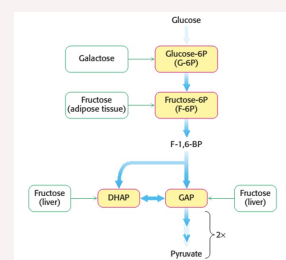 Glucose
Galactose
Glucose-6P
(G-6P)
Fructose
(adipose tissue)
Fructose-6P
(F-6P)
F-1,6-BP
Fructose
(liver)
DHAP
GAP
Fructose
(liver)
2×
Pyruvate